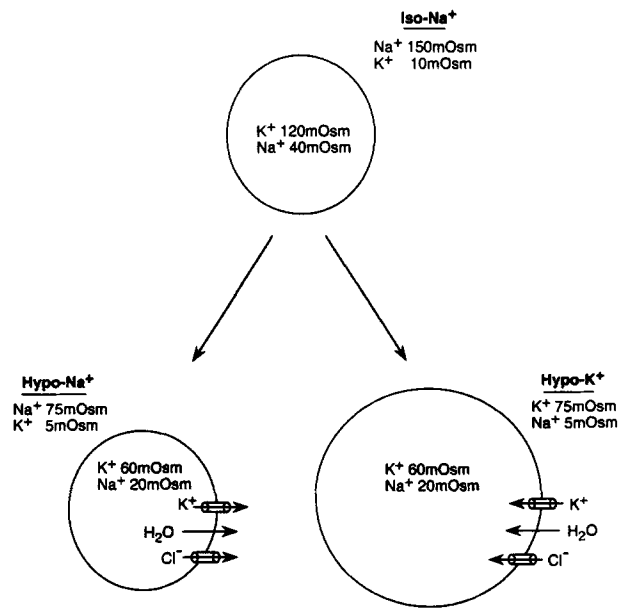 Iso-Na+
Na+ 150mOsm
K+ 10mOsm
K+ 120mOsm
Na+ 40mOsm
Hypo-Na+
Na+ 75mOsm
K+ 5mOsm
K+ 60mOsm
Na+ 20mOsm
K+
H2O
Cl-
Hypo-K+
K+ 75mOsm
Na+ 5mOsm
K+ 60mOsm
Na+ 20mOsm
K+
H2O
Cl-